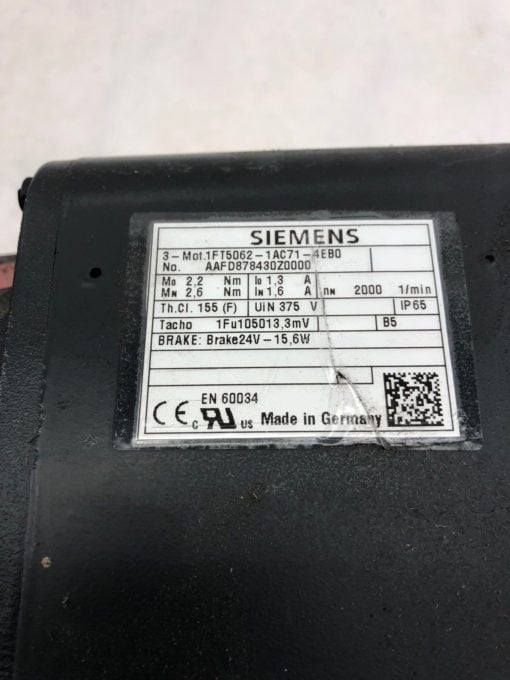 SIEMENS
3-Mot.1FT5062-1AC71-4EB0
No. AAFD878430Z0000
M0 2,2 Nm I0 1,3 A
MN 2,6 Nm IN 1,6 A nN 2000 1/min
Th.Cl. 155 (F) UiN 375 V IP65
Tacho 1Fu105013,3mV B5
BRAKE: Brake24V-15,6W
EN 60034
CE c RU us Made in Germany